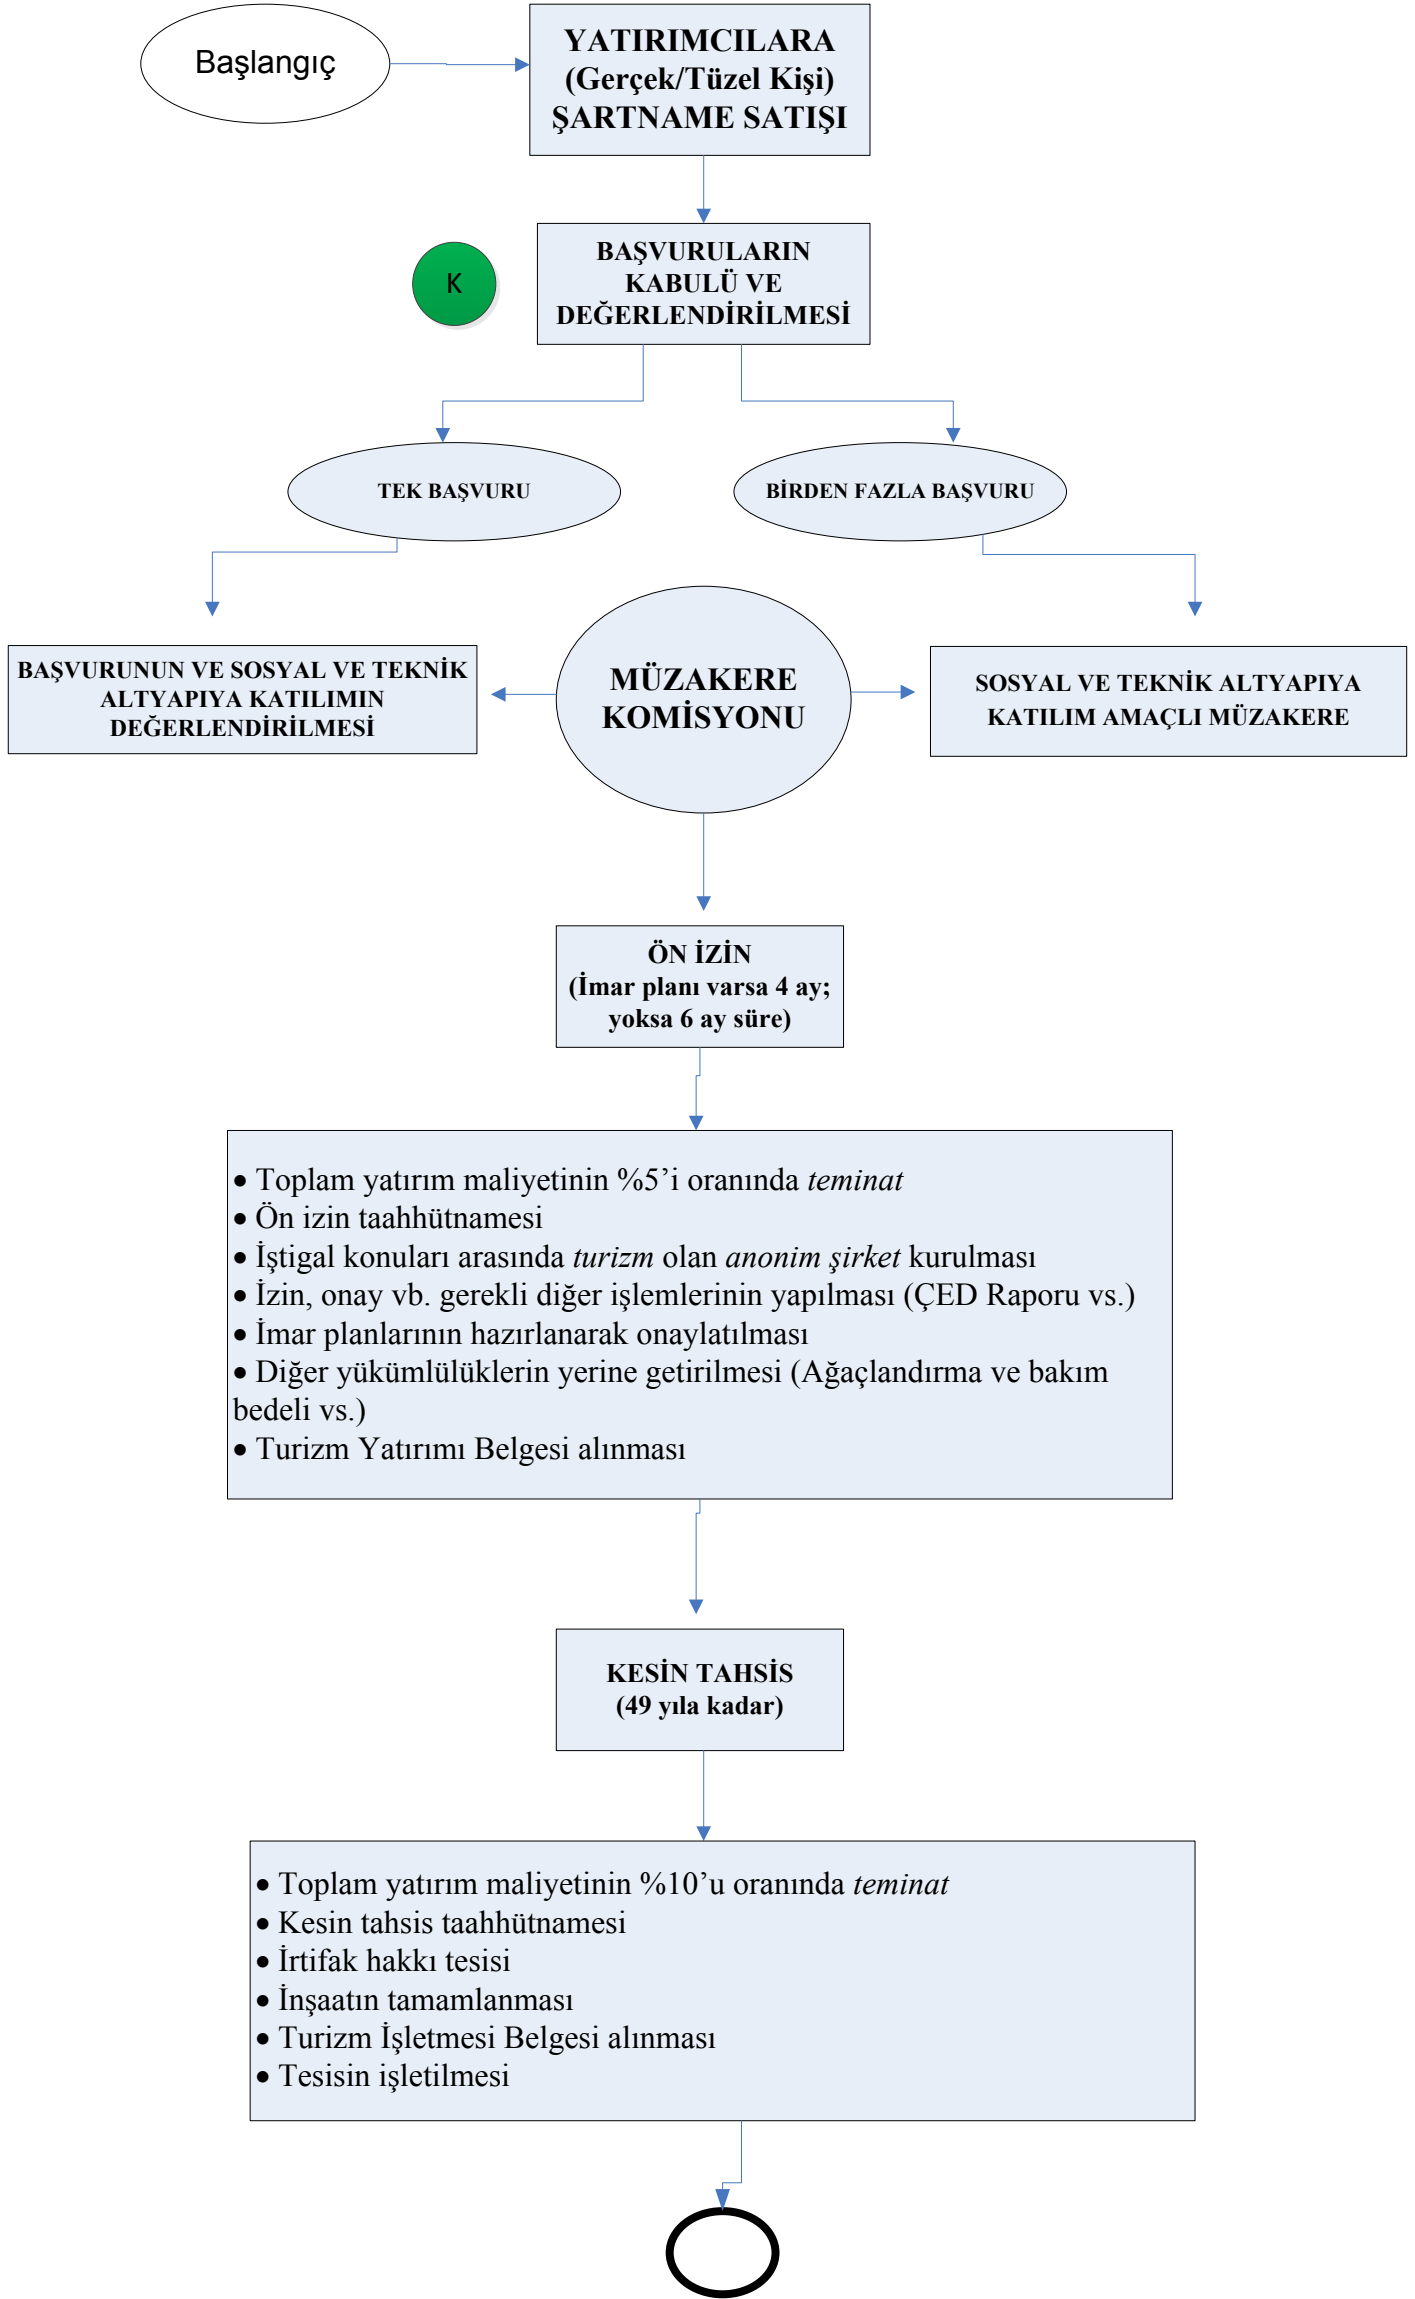 Başlangıç
YATIRIMCILARA
(Gerçek/Tüzel Kişi)
ŞARTNAME SATIŞI
K
BAŞVURULARIN
KABULÜ VE
DEĞERLENDİRİLMESİ
TEK BAŞVURU
BİRDEN FAZLA BAŞVURU
BAŞVURUNUN VE SOSYAL VE TEKNİK
ALTYAPIYA KATILIMIN
DEĞERLENDİRİLMESİ
MÜZAKERE
KOMİSYONU
SOSYAL VE TEKNİK ALTYAPIYA
KATILIM AMAÇLI MÜZAKERE
ÖN İZİN
(İmar planı varsa 4 ay;
yoksa 6 ay süre)
• Toplam yatırım maliyetinin %5’i oranında teminat
• Ön izin taahhütnamesi
• İştigal konuları arasında turizm olan anonim şirket kurulması
• İzin, onay vb. gerekli diğer işlemlerinin yapılması (ÇED Raporu vs.)
• İmar planlarının hazırlanarak onaylatılması
• Diğer yükümlülüklerin yerine getirilmesi (Ağaçlandırma ve bakım
bedeli vs.)
• Turizm Yatırımı Belgesi alınması
KESİN TAHSİS
(49 yıla kadar)
• Toplam yatırım maliyetinin %10’u oranında teminat
• Kesin tahsis taahhütnamesi
• İrtifak hakkı tesisi
• İnşaatın tamamlanması
• Turizm İşletmesi Belgesi alınması
• Tesisin işletilmesi